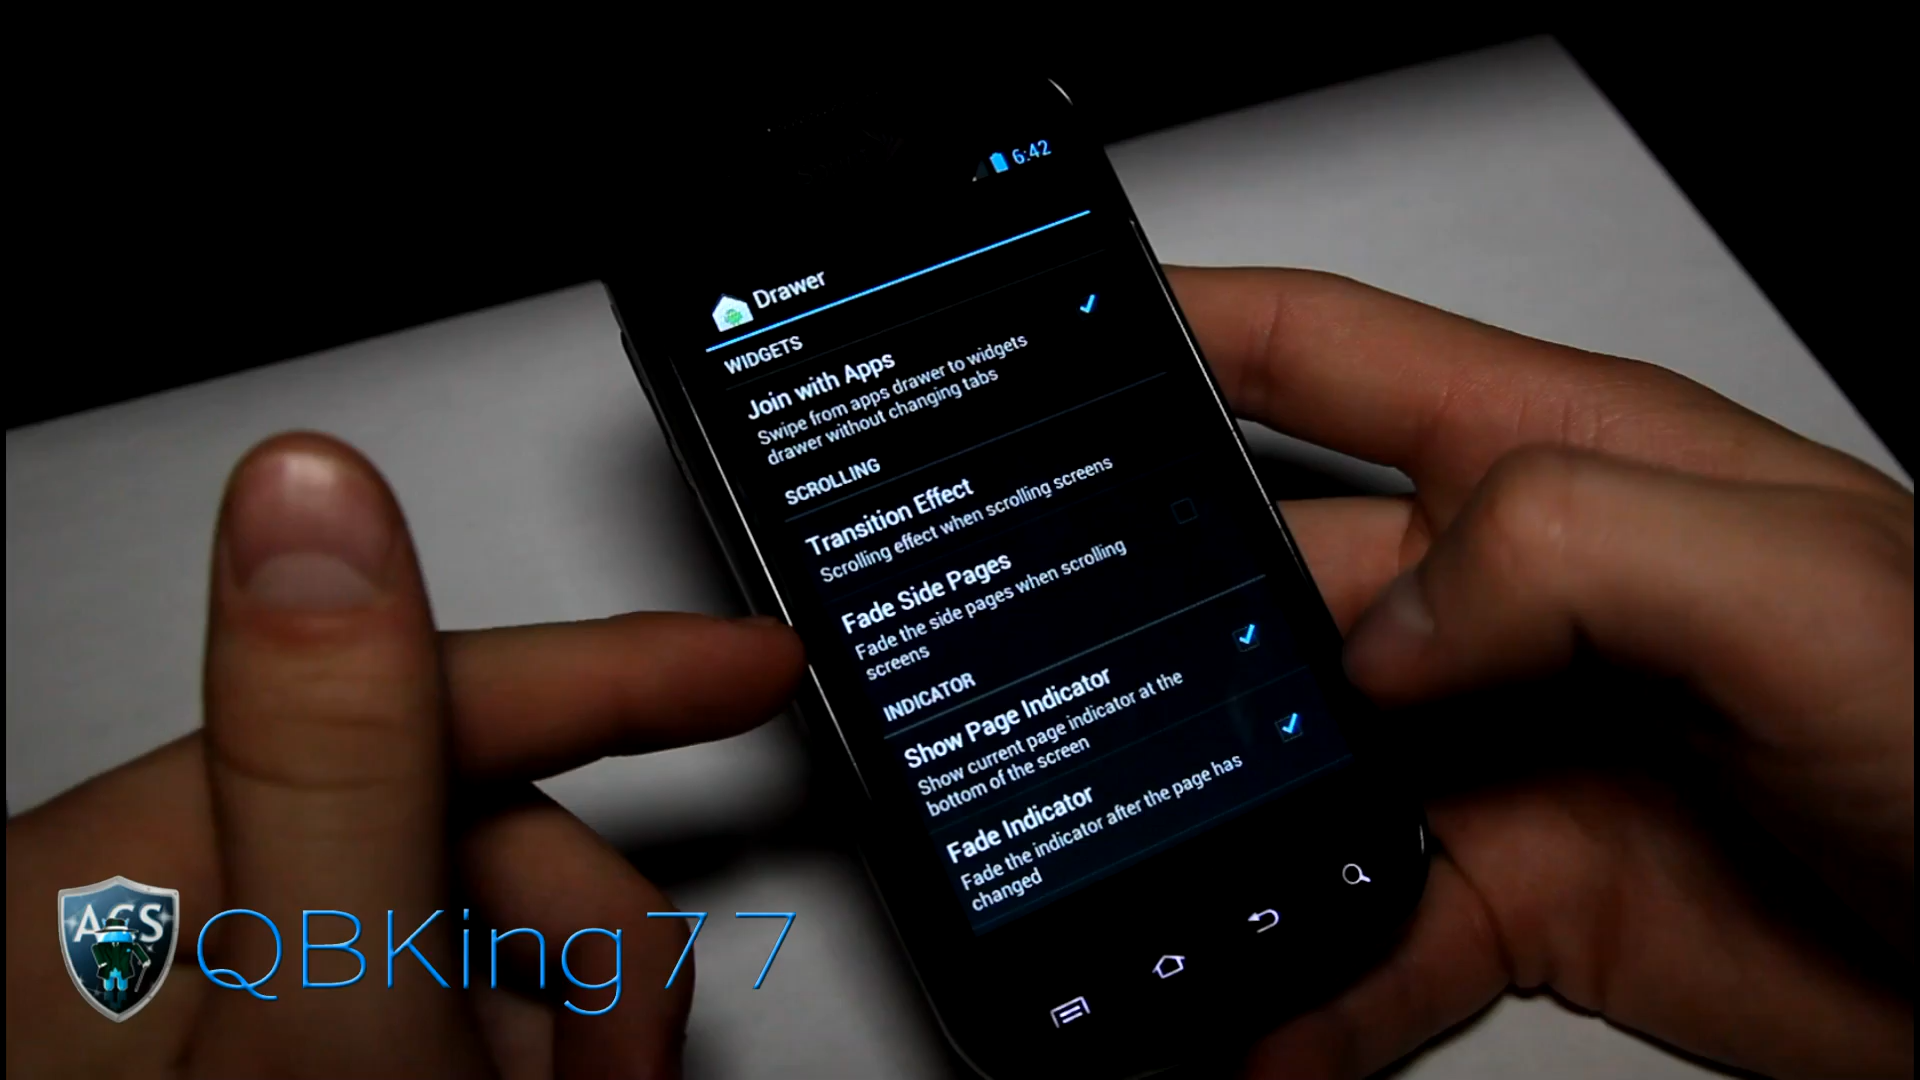 6:42
Drawer
WIDGETS
Join with Apps
Swipe from apps drawer to widgets
drawer without changing tabs
SCROLLING
Transition Effect
Scrolling effect when scrolling screens
Fade Side Pages
Fade the side pages when scrolling
screens
INDICATOR
Show Page Indicator
Show current page indicator at the
bottom of the screen
Fade Indicator
Fade the indicator after the page has
changed
ACS
QBKing77